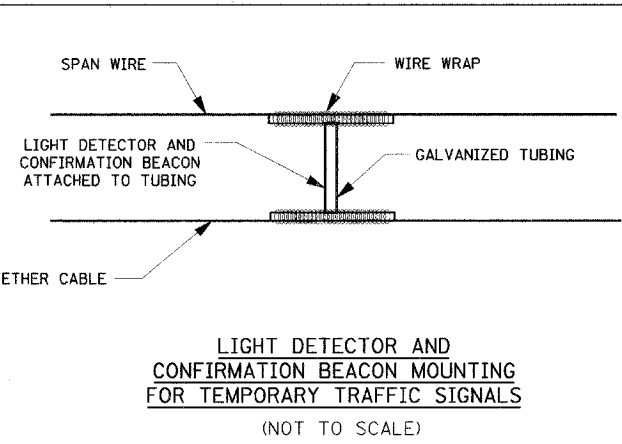 SPAN WIRE
WIRE WRAP
LIGHT DETECTOR AND
CONFIRMATION BEACON
ATTACHED TO TUBING
GALVANIZED TUBING
ETHER CABLE
LIGHT DETECTOR AND
CONFIRMATION BEACON MOUNTING
FOR TEMPORARY TRAFFIC SIGNALS
(NOT TO SCALE)